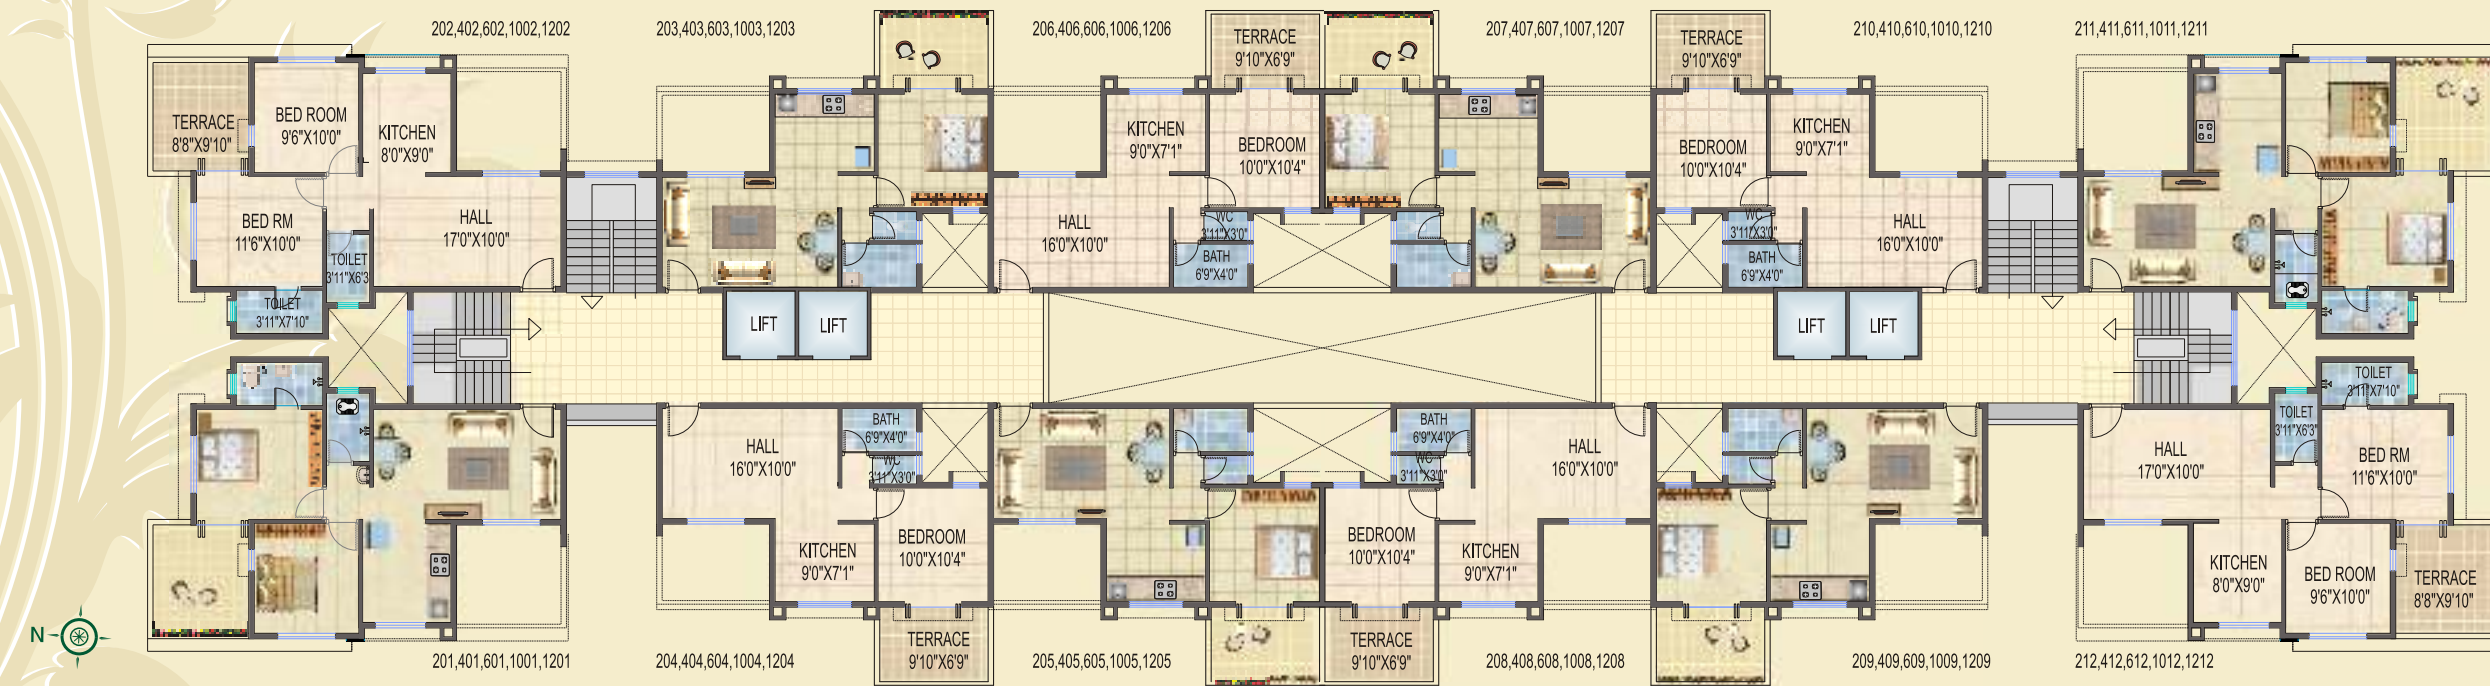 202,402,602,1002,1202
203,403,603,1003,1203
206,406,606,1006,1206
207,407,607,1007,1207
210,410,610,1010,1210
211,411,611,1011,1211
TERRACE
8'8"X9'10"
BED ROOM
9'6"X10'0"
KITCHEN
8'0"X9'0"
BED RM
11'6"X10'0"
HALL
17'0"X10'0"
TOILET
3'11"X6'3
TOILET
3'11"X7'10"
KITCHEN
9'0"X7'1"
TERRACE
9'10"X6'9"
BEDROOM
10'0"X10'4"
HALL
16'0"X10'0"
WC
3'11"X3'0"
BATH
6'9"X4'0"
TERRACE
9'10"X6'9"
BEDROOM
10'0"X10'4"
KITCHEN
9'0"X7'1"
WC
3'11"X3'0"
BATH
6'9"X4'0"
HALL
16'0"X10'0"
LIFT
LIFT
LIFT
LIFT
HALL
16'0"X10'0"
BATH
6'9"X4'0"
WC
3'11"X3'0"
KITCHEN
9'0"X7'1"
BEDROOM
10'0"X10'4"
TERRACE
9'10"X6'9"
BATH
6'9"X4'0"
WC
3'11"X3'0"
HALL
16'0"X10'0"
BEDROOM
10'0"X10'4"
KITCHEN
9'0"X7'1"
TERRACE
9'10"X6'9"
TOILET
3'11"X7'10"
TOILET
3'11"X6'3"
HALL
17'0"X10'0"
BED RM
11'6"X10'0"
KITCHEN
8'0"X9'0"
BED ROOM
9'6"X10'0"
TERRACE
8'8"X9'10"
N
201,401,601,1001,1201
204,404,604,1004,1204
205,405,605,1005,1205
208,408,608,1008,1208
209,409,609,1009,1209
212,412,612,1012,1212